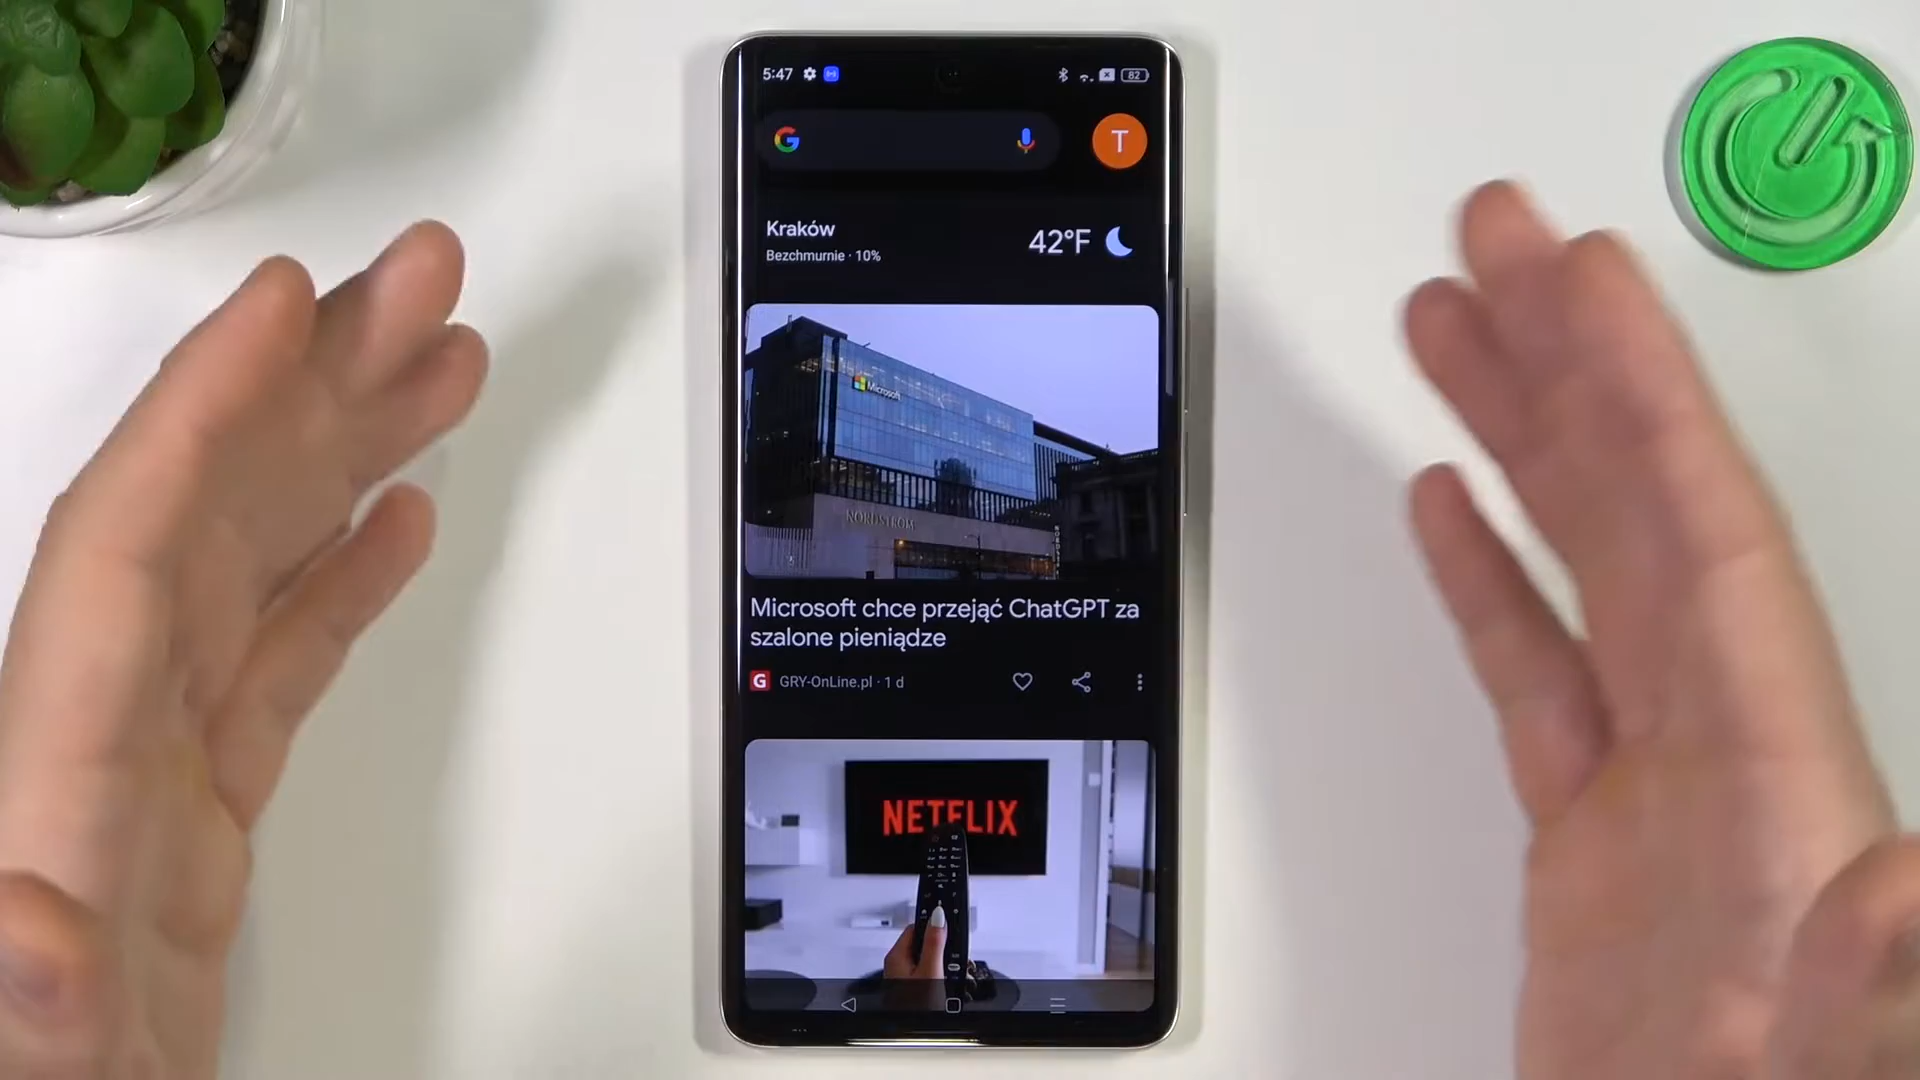 5:47
82
T
Kraków
42°F
Bezchmurnie · 10%
Microsoft
NORDSTROM
Microsoft chce przejąć ChatGPT za
szalone pieniądze
G GRY-OnLine.pl · 1 d
NETFLIX